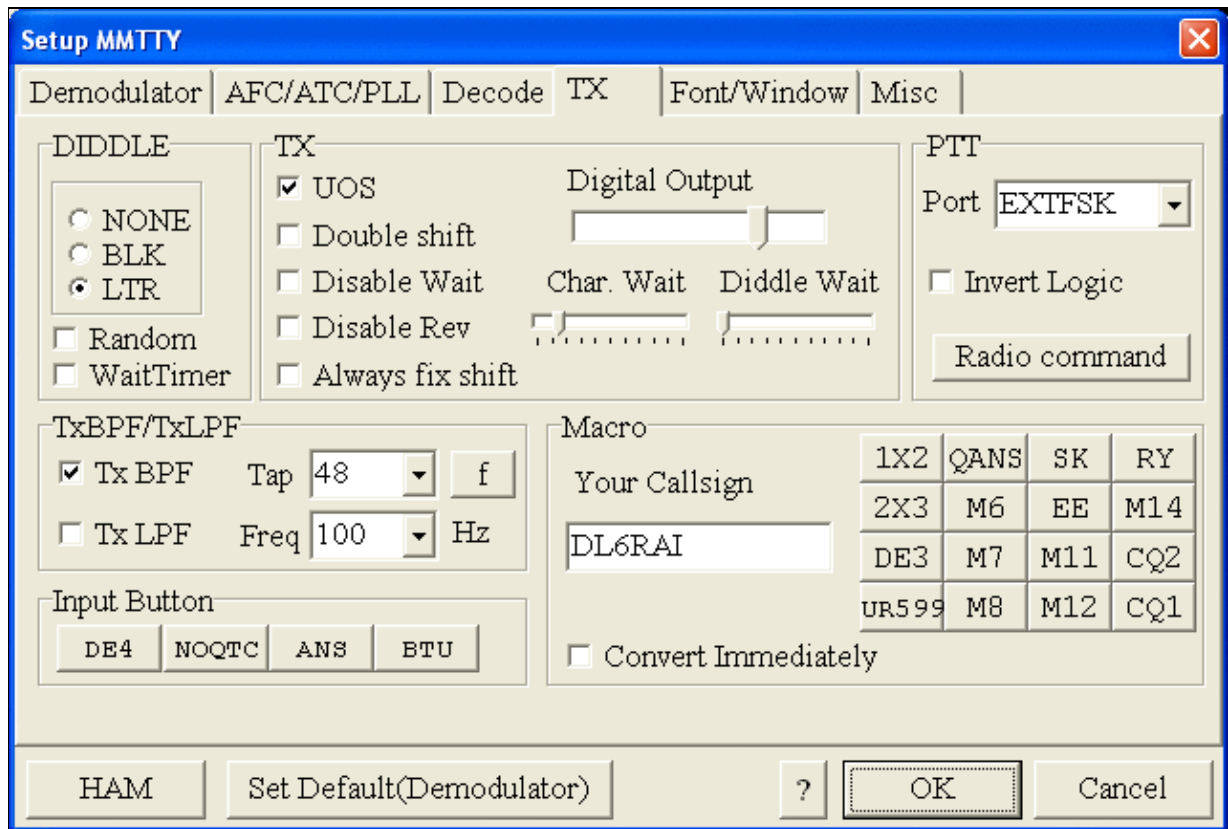 Setup MMTTY
Demodulator AFC/ATC/PLL Decode TX Font/Window Misc
DIDDLE
NONE
BLK
LTR
Random
WaitTimer
TX
UOS
Double shift
Disable Wait
Disable Rev
Always fix shift
Digital Output
Char. Wait Diddle Wait
PTT
Port EXTFSK
Invert Logic
Radio command
TxBPF/TxLPF
Tx BPF Tap 48 f
Tx LPF Freq 100 Hz
Input Button
DE4 NOQTC ANS BTU
Macro
Your Callsign
DL6RAI
Convert Immediately
1X2 QANS SK RY
2X3 M6 EE M14
DE3 M7 M11 CQ2
UR599 M8 M12 CQ1
HAM Set Default(Demodulator) ? OK Cancel